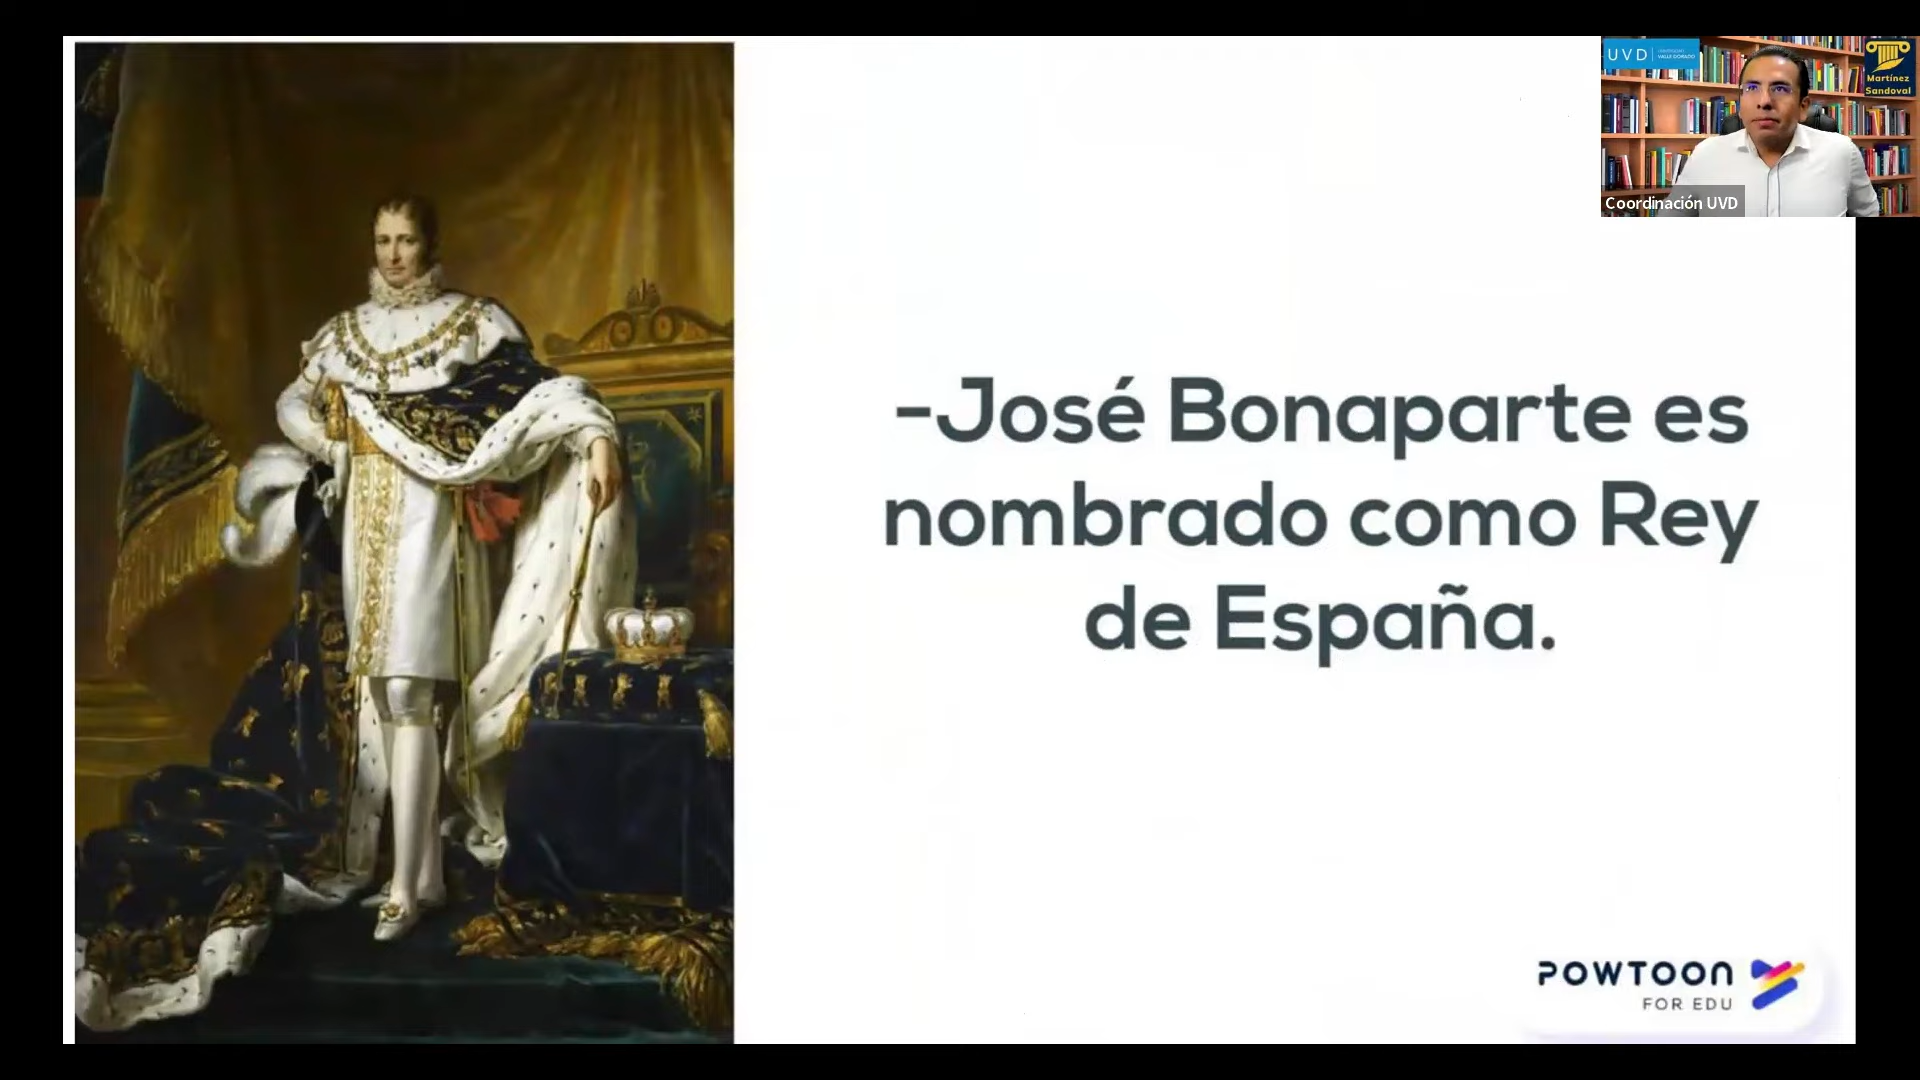 -José Bonaparte es
nombrado como Rey
de España.
UVD
Martínez
Sandoval
Coordinación UVD
POWTOON
FOR EDU